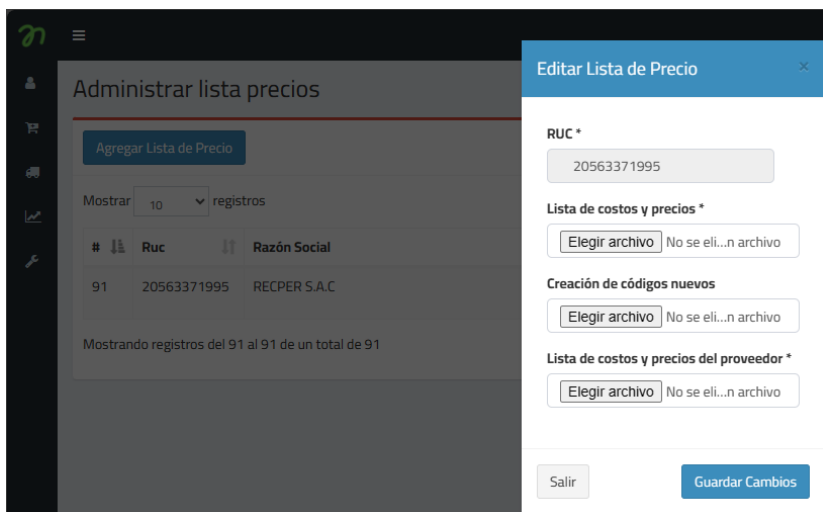 Administrar lista precios
Agregar Lista de Precio
Mostrar 10 registros
# Ruc Razón Social
91 20563371995 RECPER S.A.C
Mostrando registros del 91 al 91 de un total de 91
Editar Lista de Precio ×
RUC *
20563371995
Lista de costos y precios *
Elegir archivo No se eli...n archivo
Creación de códigos nuevos
Elegir archivo No se eli...n archivo
Lista de costos y precios del proveedor *
Elegir archivo No se eli...n archivo
Salir Guardar Cambios